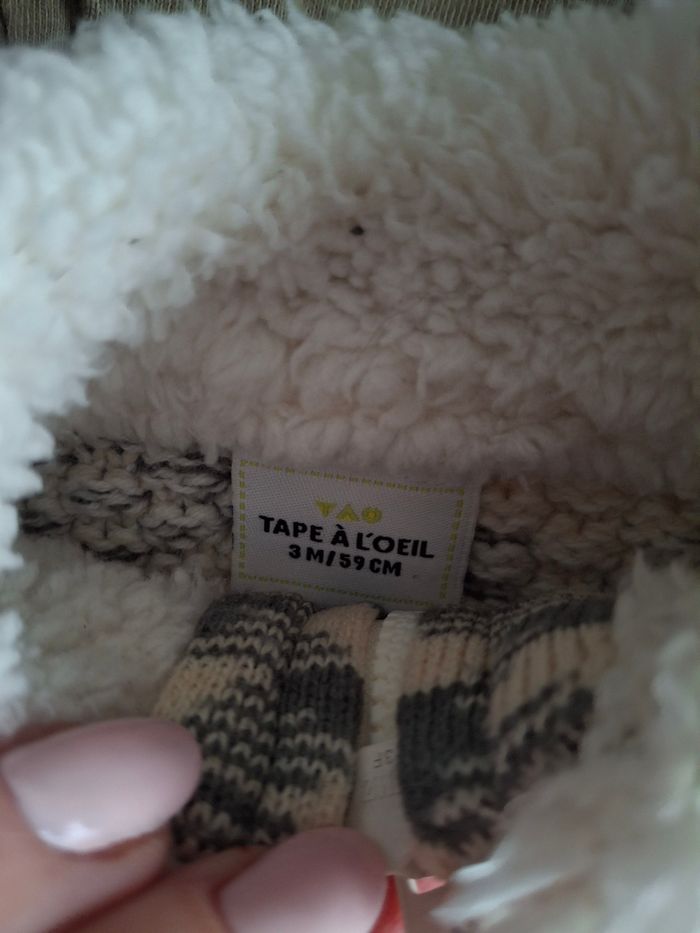 TAO
TAPE À L'OEIL
3 M/59 CM